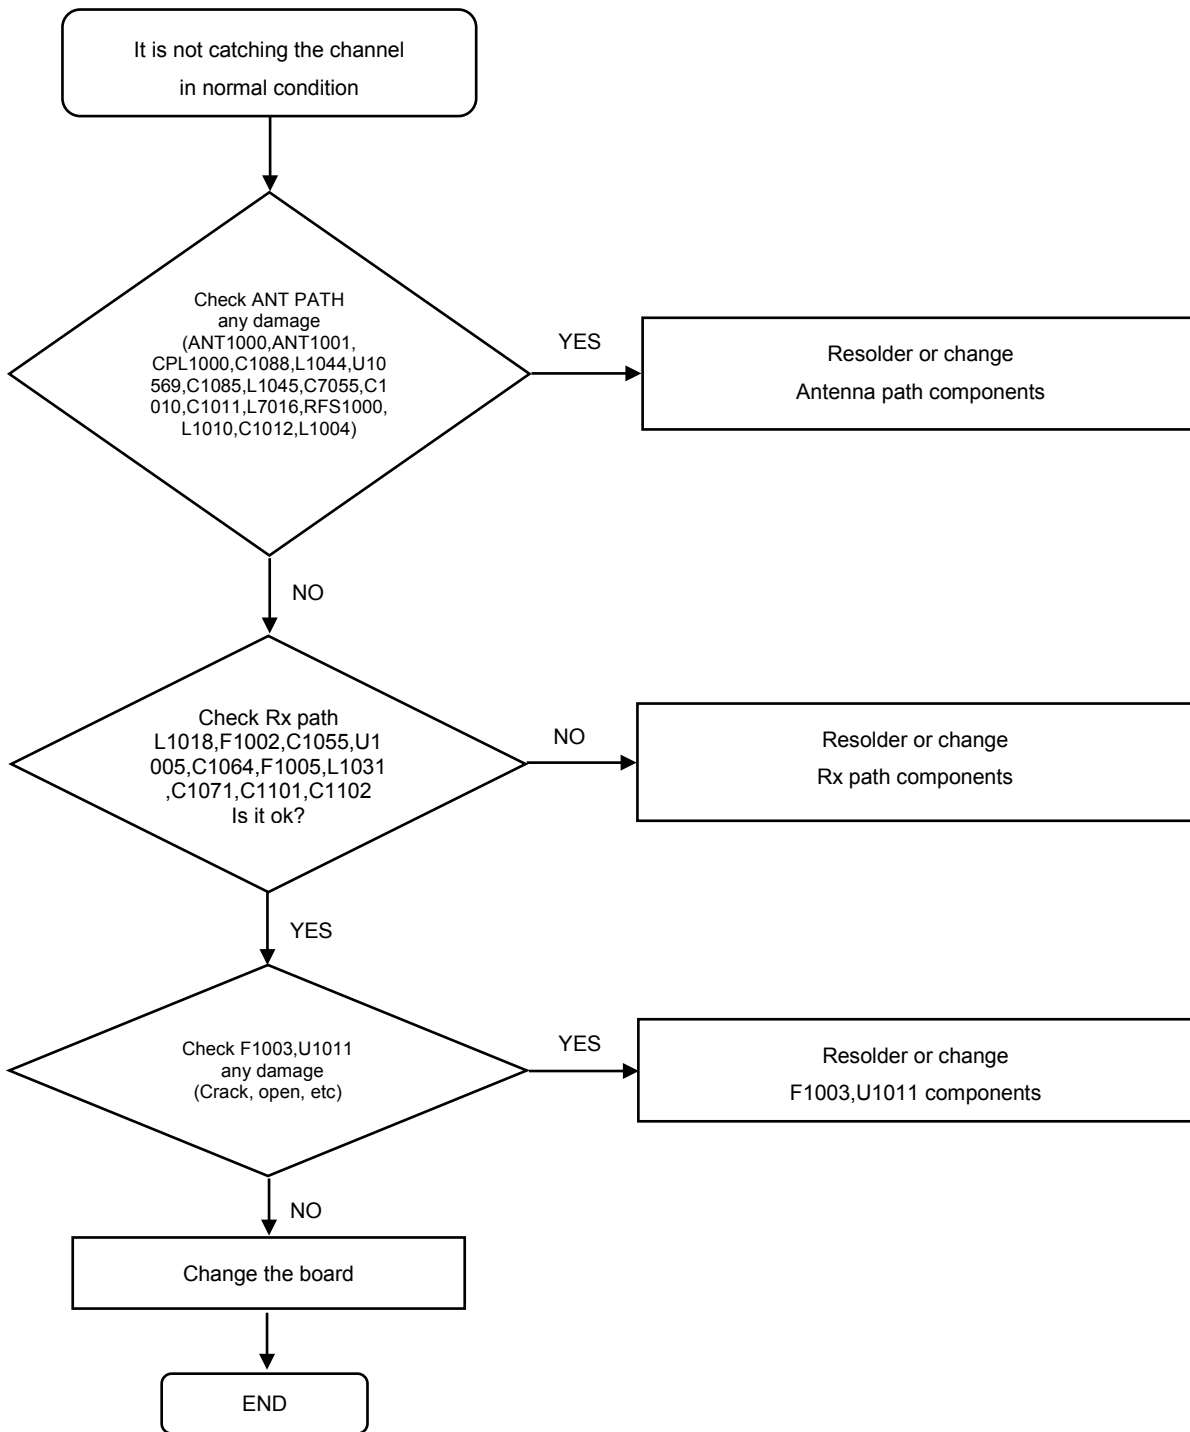 It is not catching the channel
in normal condition
Check ANT PATH
any damage
(ANT1000,ANT1001,
CPL1000,C1088,L1044,U10
569,C1085,L1045,C7055,C1
010,C1011,L7016,RFS1000,
L1010,C1012,L1004)
YES
Resolder or change
Antenna path components
NO
Check Rx path
L1018,F1002,C1055,U1
005,C1064,F1005,L1031
,C1071,C1101,C1102
Is it ok?
NO
Resolder or change
Rx path components
YES
Check F1003,U1011
any damage
(Crack, open, etc)
YES
Resolder or change
F1003,U1011 components
NO
Change the board
END